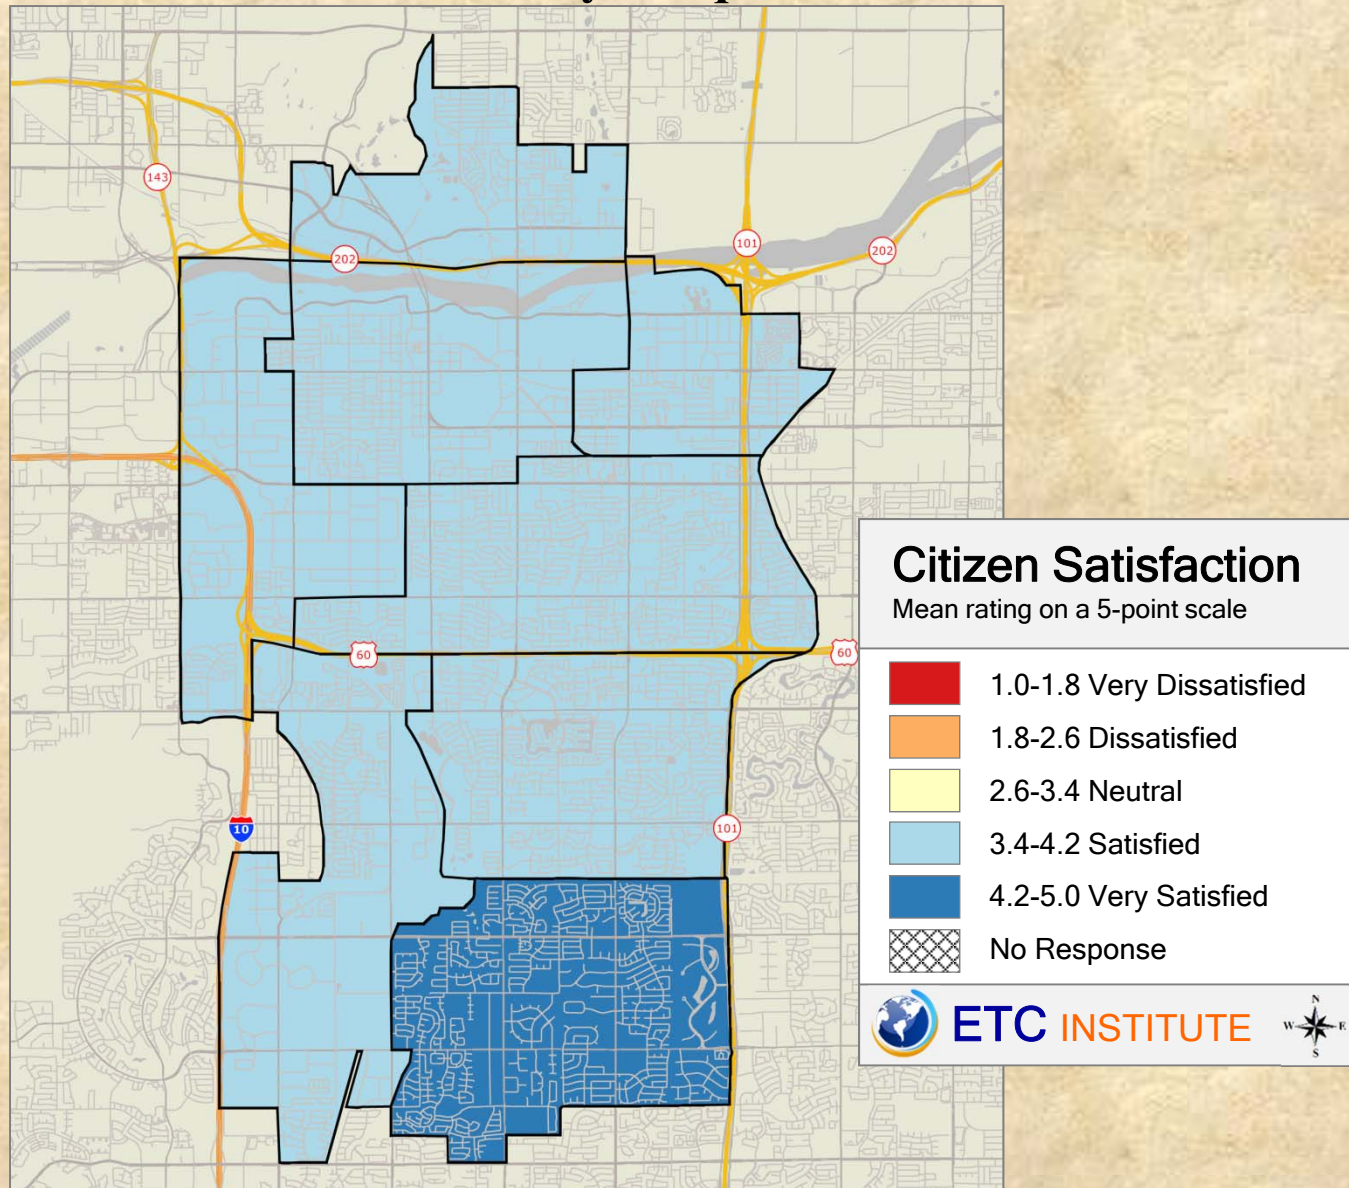 143
202
101
202
60
60
10
101
Citizen Satisfaction
Mean rating on a 5-point scale
1.0-1.8 Very Dissatisfied
1.8-2.6 Dissatisfied
2.6-3.4 Neutral
3.4-4.2 Satisfied
4.2-5.0 Very Satisfied
No Response
ETC INSTITUTE
N
W E
S